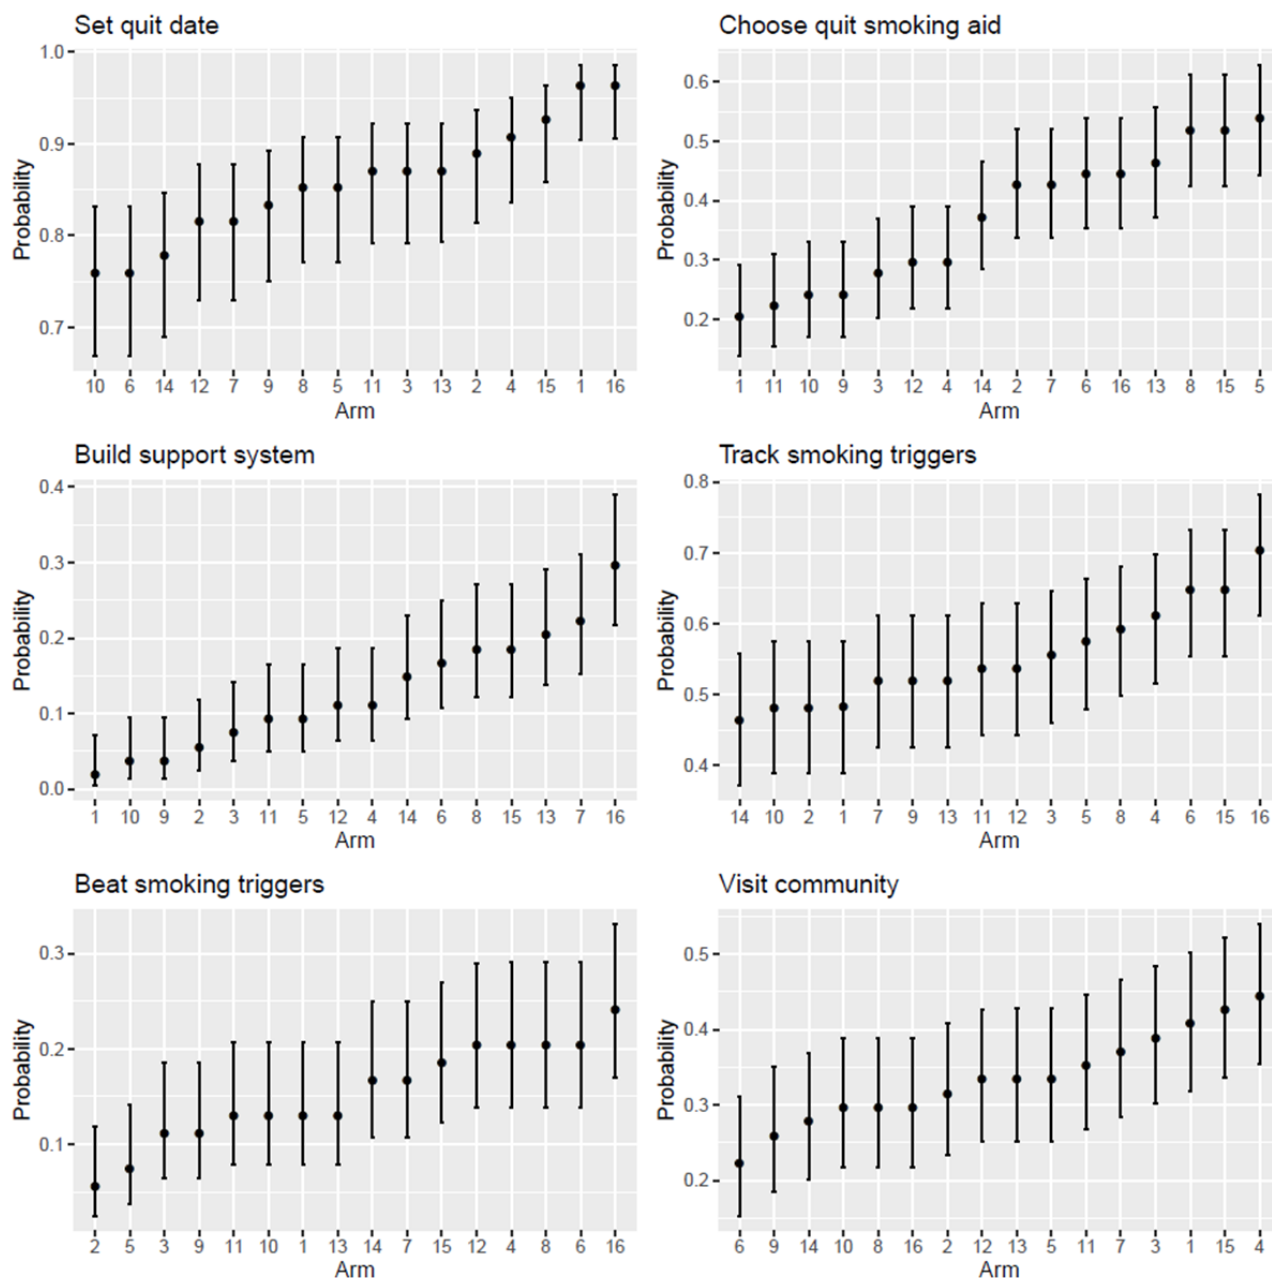 Set quit date
Probability
1.0
0.9
0.8
0.7
10 6 14 12 7 9 8 5 11 3 13 2 4 15 1 16
Arm
Choose quit smoking aid
Probability
0.6
0.5
0.4
0.3
0.2
1 11 10 9 3 12 4 14 2 7 6 16 13 8 15 5
Arm
Build support system
Probability
0.4
0.3
0.2
0.1
0.0
1 10 9 2 3 11 5 12 4 14 6 8 15 13 7 16
Arm
Track smoking triggers
Probability
0.8
0.7
0.6
0.5
0.4
14 10 2 1 7 9 13 11 12 3 5 8 4 6 15 16
Arm
Beat smoking triggers
Probability
0.3
0.2
0.1
2 5 3 9 11 10 1 13 14 7 15 12 4 8 6 16
Arm
Visit community
Probability
0.5
0.4
0.3
0.2
6 9 14 10 8 16 2 12 13 5 11 7 3 1 15 4
Arm